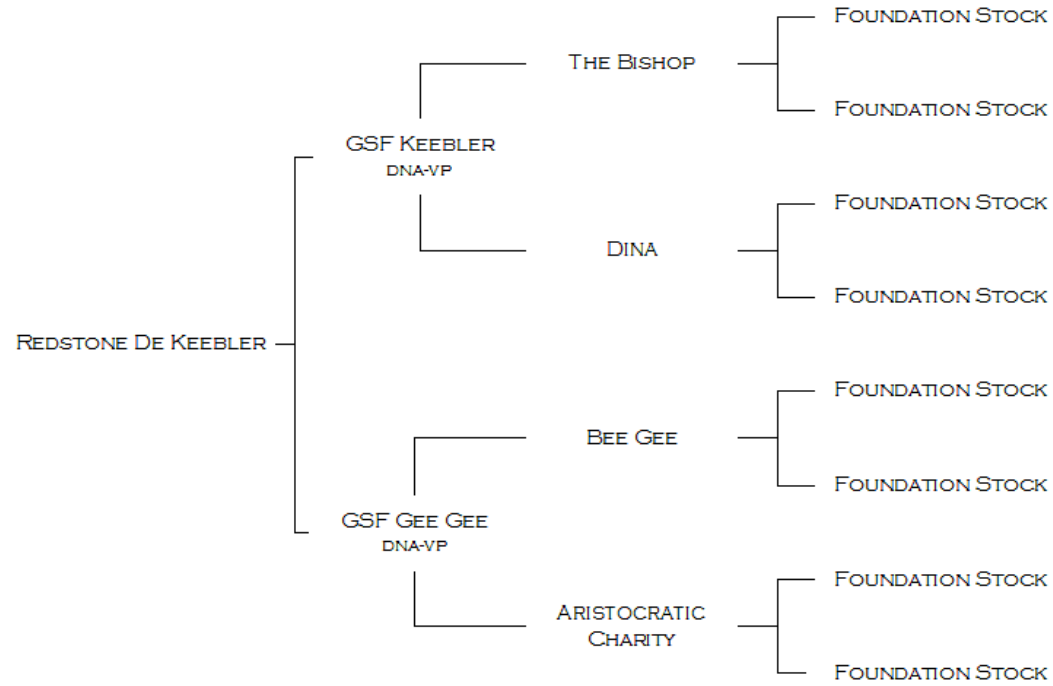 Foundation Stock
The Bishop
Foundation Stock
GSF Keebler
DNA-VP
Foundation Stock
Dina
Foundation Stock
Redstone De Keebler
Foundation Stock
Bee Gee
Foundation Stock
GSF Gee Gee
DNA-VP
Foundation Stock
Aristocratic
Charity
Foundation Stock